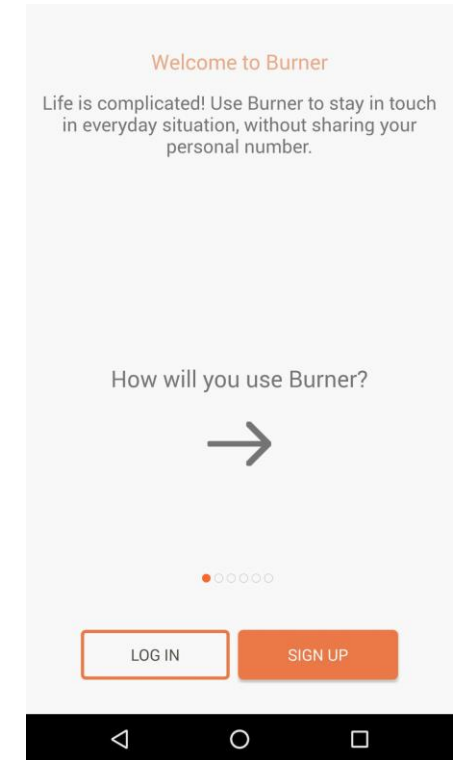 Welcome to Burner
Life is complicated! Use Burner to stay in touch
in everyday situation, without sharing your
personal number.
How will you use Burner?
LOG IN
SIGN UP